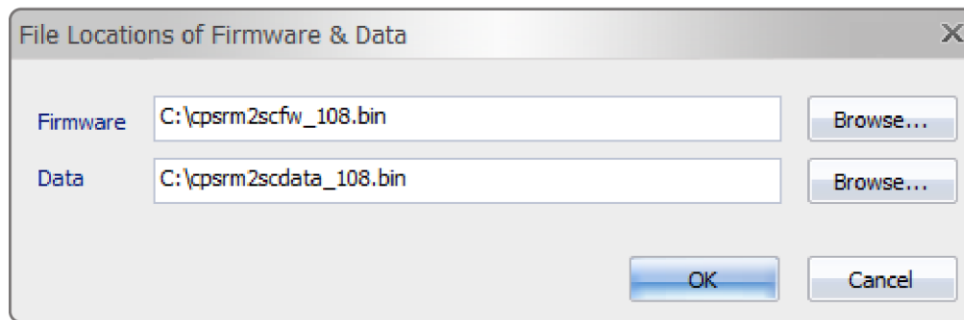 File Locations of Firmware & Data
Firmware C:\cpsrm2scfw_108.bin Browse...
Data C:\cpsrm2scdata_108.bin Browse...
OK Cancel